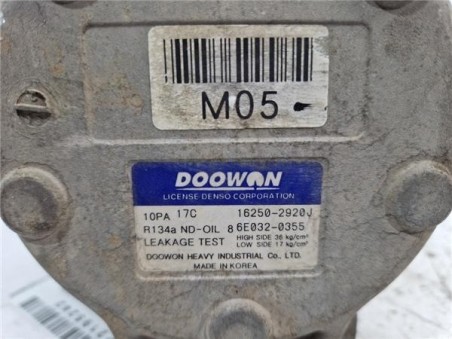 M05
DOOWON
LICENSE DENSO CORPORATION
10PA 17C 16250-2920J
R134a ND-OIL 8 6E032-0355
LEAKAGE TEST HIGH SIDE 36 kg/cm² LOW SIDE 17 kg/cm²
DOOWON HEAVY INDUSTRIAL Co., LTD.
MADE IN KOREA